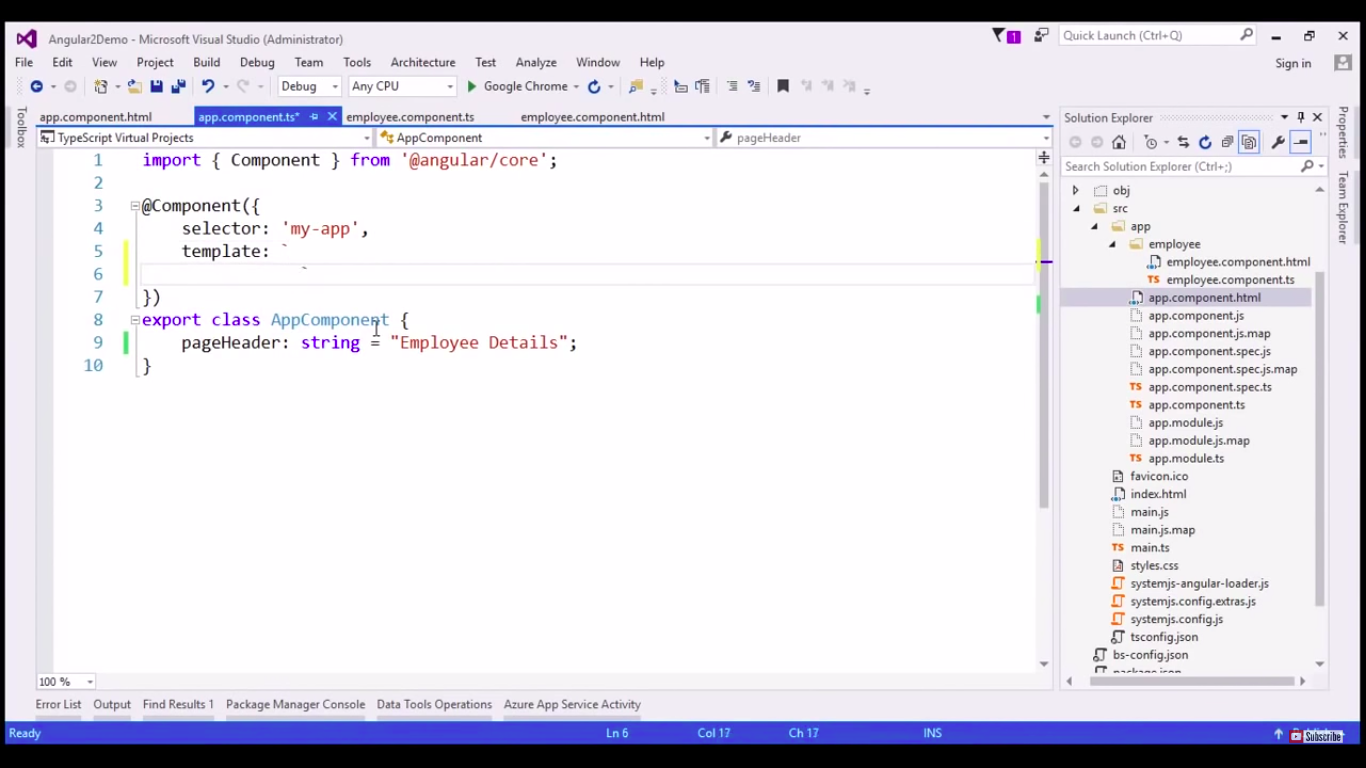 Angular2Demo - Microsoft Visual Studio (Administrator)
1
Quick Launch (Ctrl+Q)
File Edit View Project Build Debug Team Tools Architecture Test Analyze Window Help
Sign in
Debug Any CPU Google Chrome
Toolbox
app.component.html app.component.ts* employee.component.ts employee.component.html
TypeScript Virtual Projects AppComponent pageHeader
1 import { Component } from '@angular/core';
2
3 @Component({
4 selector: 'my-app',
5 template: `
6 `
7 })
8 export class AppComponent {
9 pageHeader: string = "Employee Details";
10 }
100 %
Solution Explorer
Search Solution Explorer (Ctrl+;)
obj
src
app
employee
employee.component.html
employee.component.ts
app.component.html
app.component.js
app.component.js.map
app.component.spec.js
app.component.spec.js.map
app.component.spec.ts
app.component.ts
app.module.js
app.module.js.map
app.module.ts
favicon.ico
index.html
main.js
main.js.map
main.ts
styles.css
systemjs-angular-loader.js
systemjs.config.extras.js
systemjs.config.js
tsconfig.json
bs-config.json
package.json
Properties
Team Explorer
Error List Output Find Results 1 Package Manager Console Data Tools Operations Azure App Service Activity
Ready Ln 6 Col 17 Ch 17 INS
Subscribe